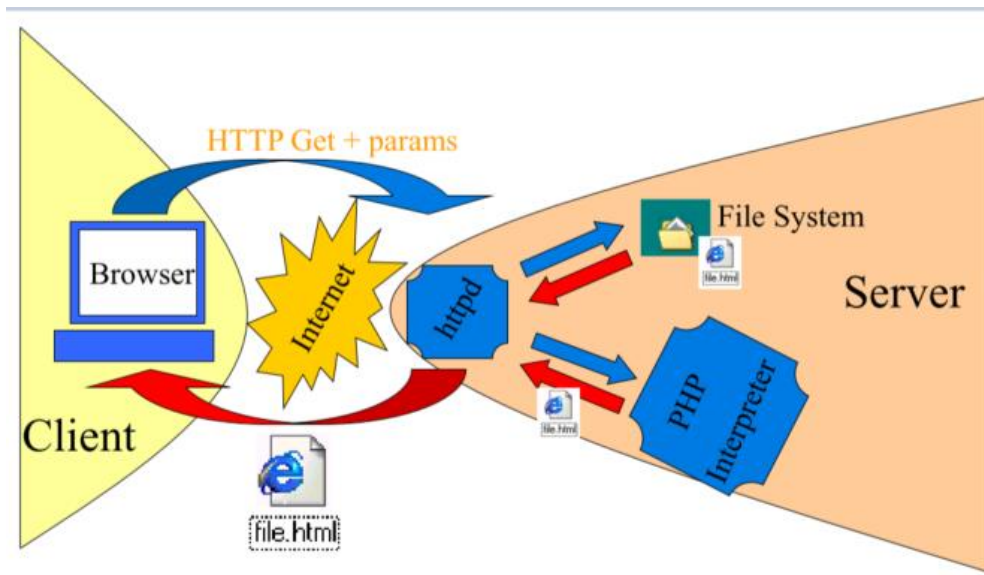 HTTP Get + params
File System
file.html
Browser
Internet
httpd
Server
PHP
Interpreter
file.html
Client
file.html